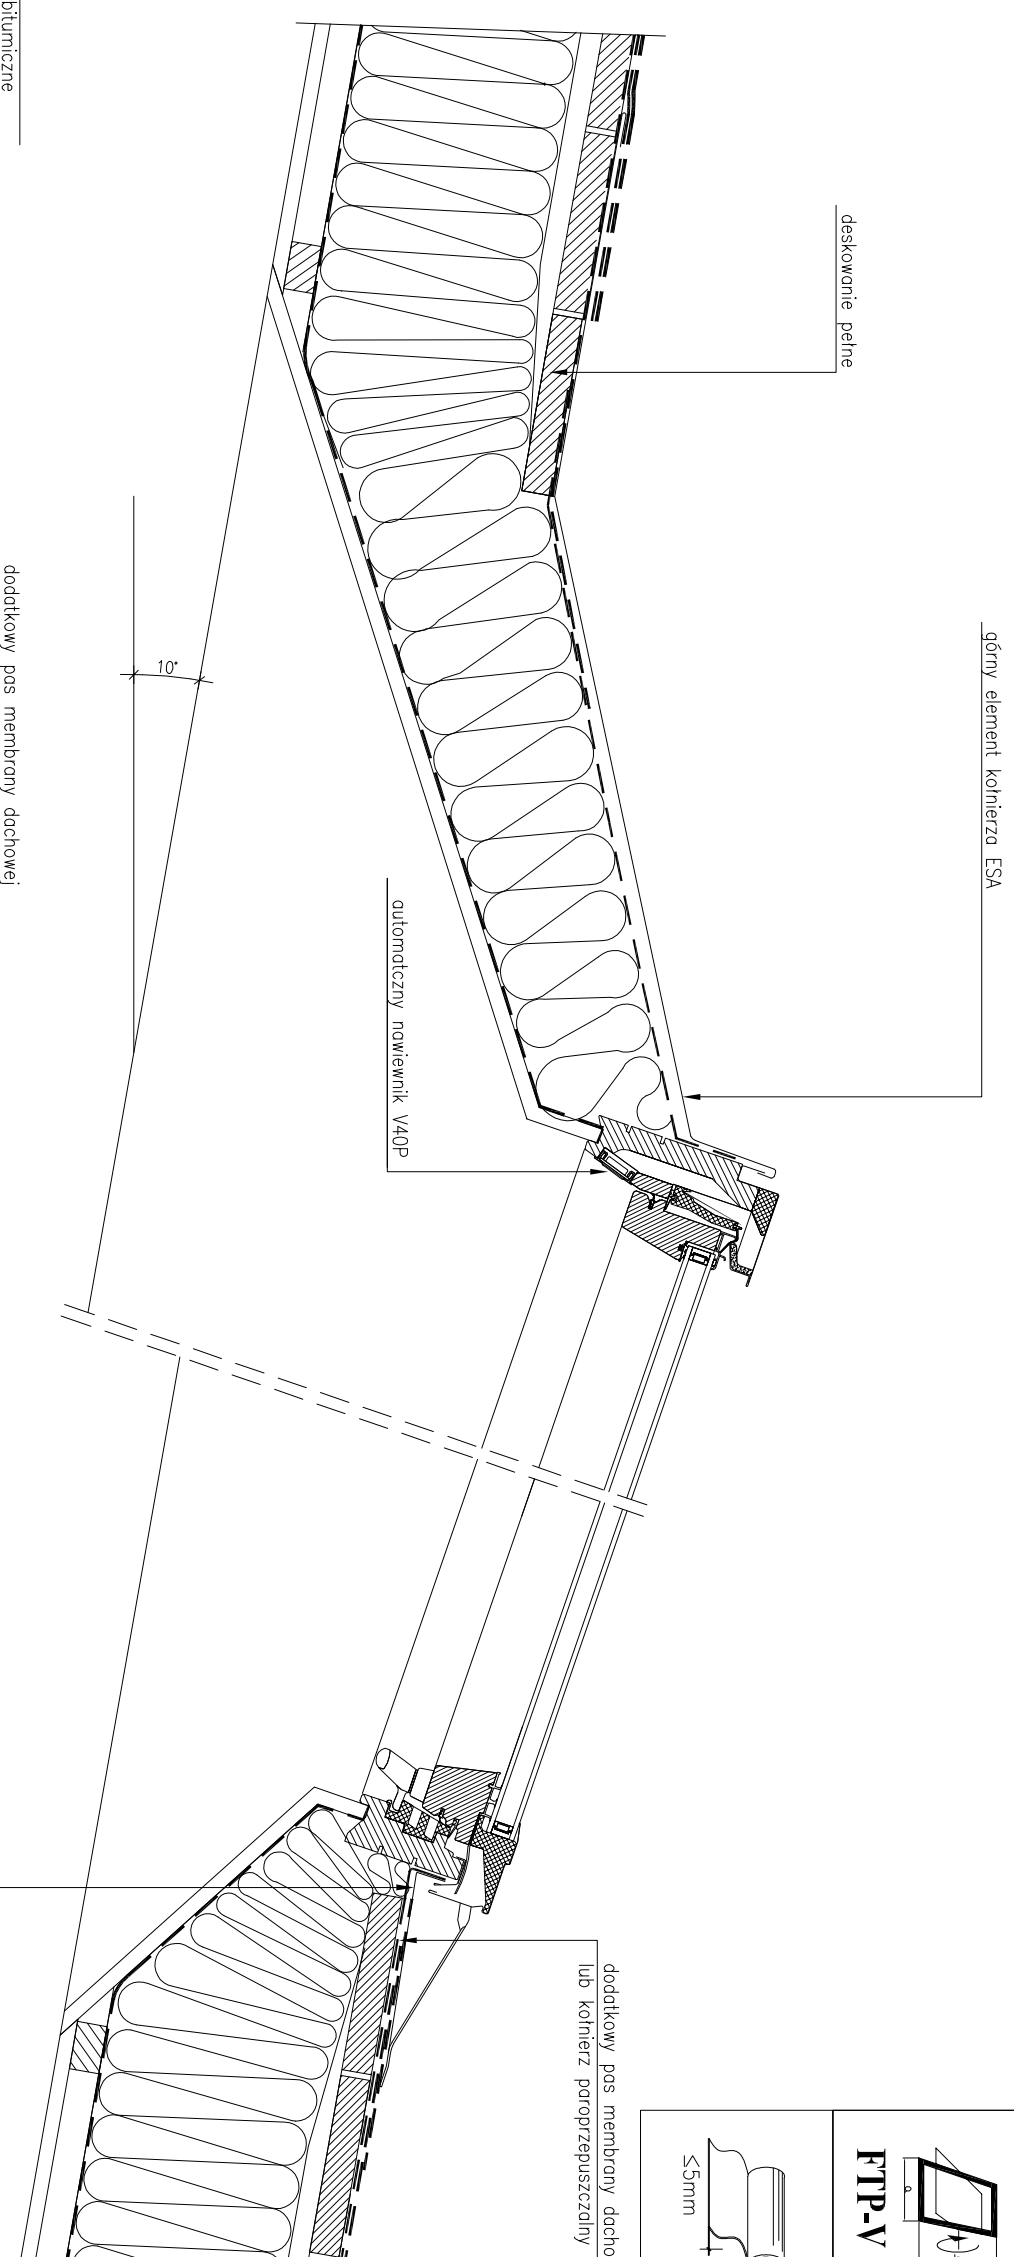 bitumiczne
deskowanie pełne
górny element kołnierza ESA
10°
dodatkowy pas membrany dachowej
automatczny nawiewnik V40P
dodatkowy pas membrany dacho
lub kołnierz paroprzepuszczalny
FTP-V
≤5mm